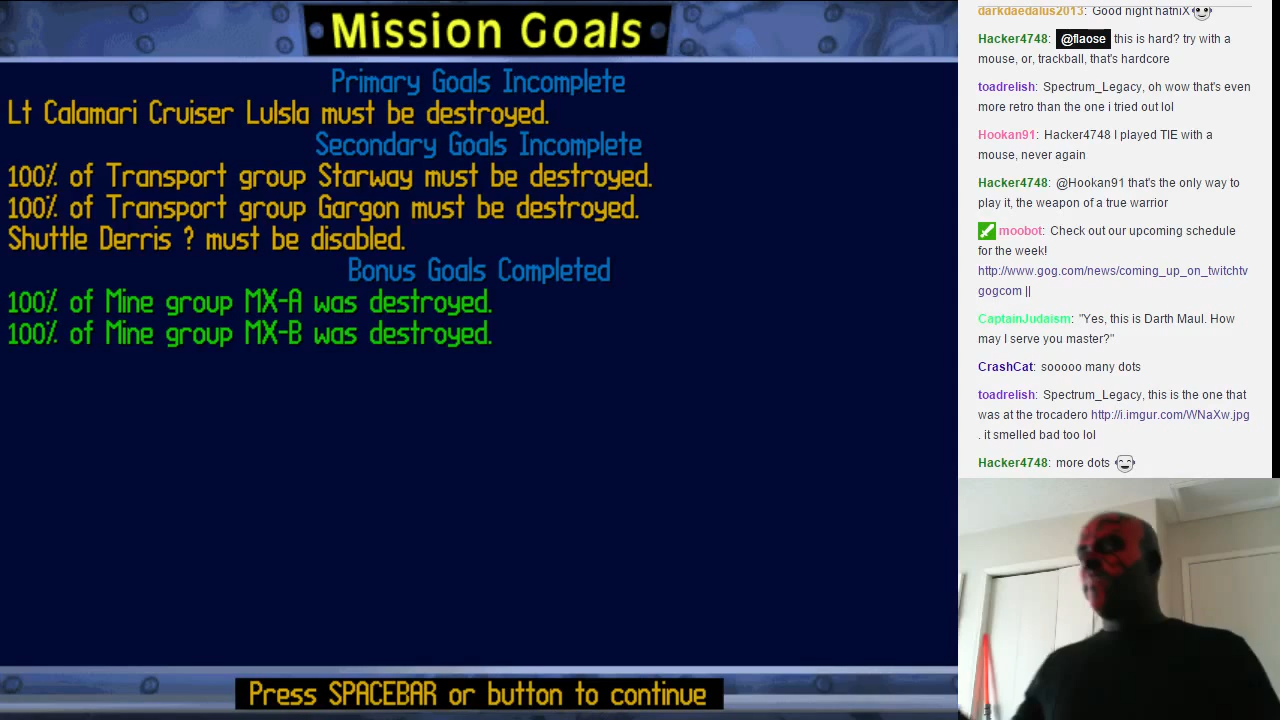 Mission Goals
Primary Goals Incomplete
Lt Calamari Cruiser Lulsla must be destroyed.
Secondary Goals Incomplete
100% of Transport group Starway must be destroyed.
100% of Transport group Gargon must be destroyed.
Shuttle Derris ? must be disabled.
Bonus Goals Completed
100% of Mine group MX-A was destroyed.
100% of Mine group MX-B was destroyed.
Press SPACEBAR or button to continue
darkdaedalus2013: Good night hatniX
Hacker4748: @flaose this is hard? try with a
mouse, or, trackball, that's hardcore
toadrelish: Spectrum_Legacy, oh wow that's even
more retro than the one i tried out lol
Hookan91: Hacker4748 I played TIE with a
mouse, never again
Hacker4748: @Hookan91 that's the only way to
play it, the weapon of a true warrior
moobot: Check out our upcoming schedule
for the week!
http://www.gog.com/news/coming_up_on_twitchtv
gogcom ||
CaptainJudaism: "Yes, this is Darth Maul. How
may I serve you master?"
CrashCat: sooooo many dots
toadrelish: Spectrum_Legacy, this is the one that
was at the trocadero http://i.imgur.com/WNaXw.jpg
. it smelled bad too lol
Hacker4748: more dots